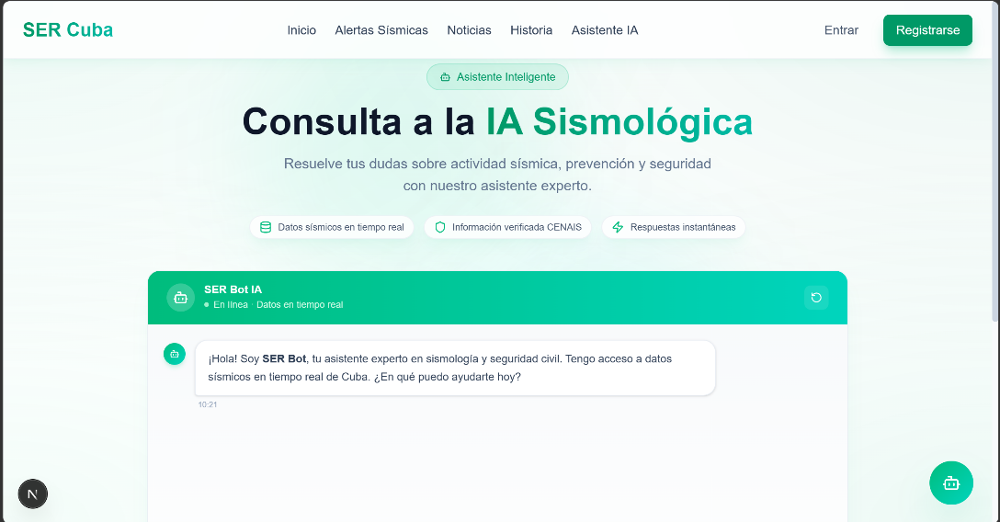 SER Cuba
Inicio
Alertas Sísmicas
Noticias
Historia
Asistente IA
Entrar
Registrarse
Asistente Inteligente
Consulta a la IA Sismológica
Resuelve tus dudas sobre actividad sísmica, prevención y seguridad
con nuestro asistente experto.
Datos sísmicos en tiempo real
Información verificada CENAIS
Respuestas instantáneas
SER Bot IA
En línea · Datos en tiempo real
¡Hola! Soy SER Bot, tu asistente experto en sismología y seguridad civil. Tengo acceso a datos
sísmicos en tiempo real de Cuba. ¿En qué puedo ayudarte hoy?
10:21
N